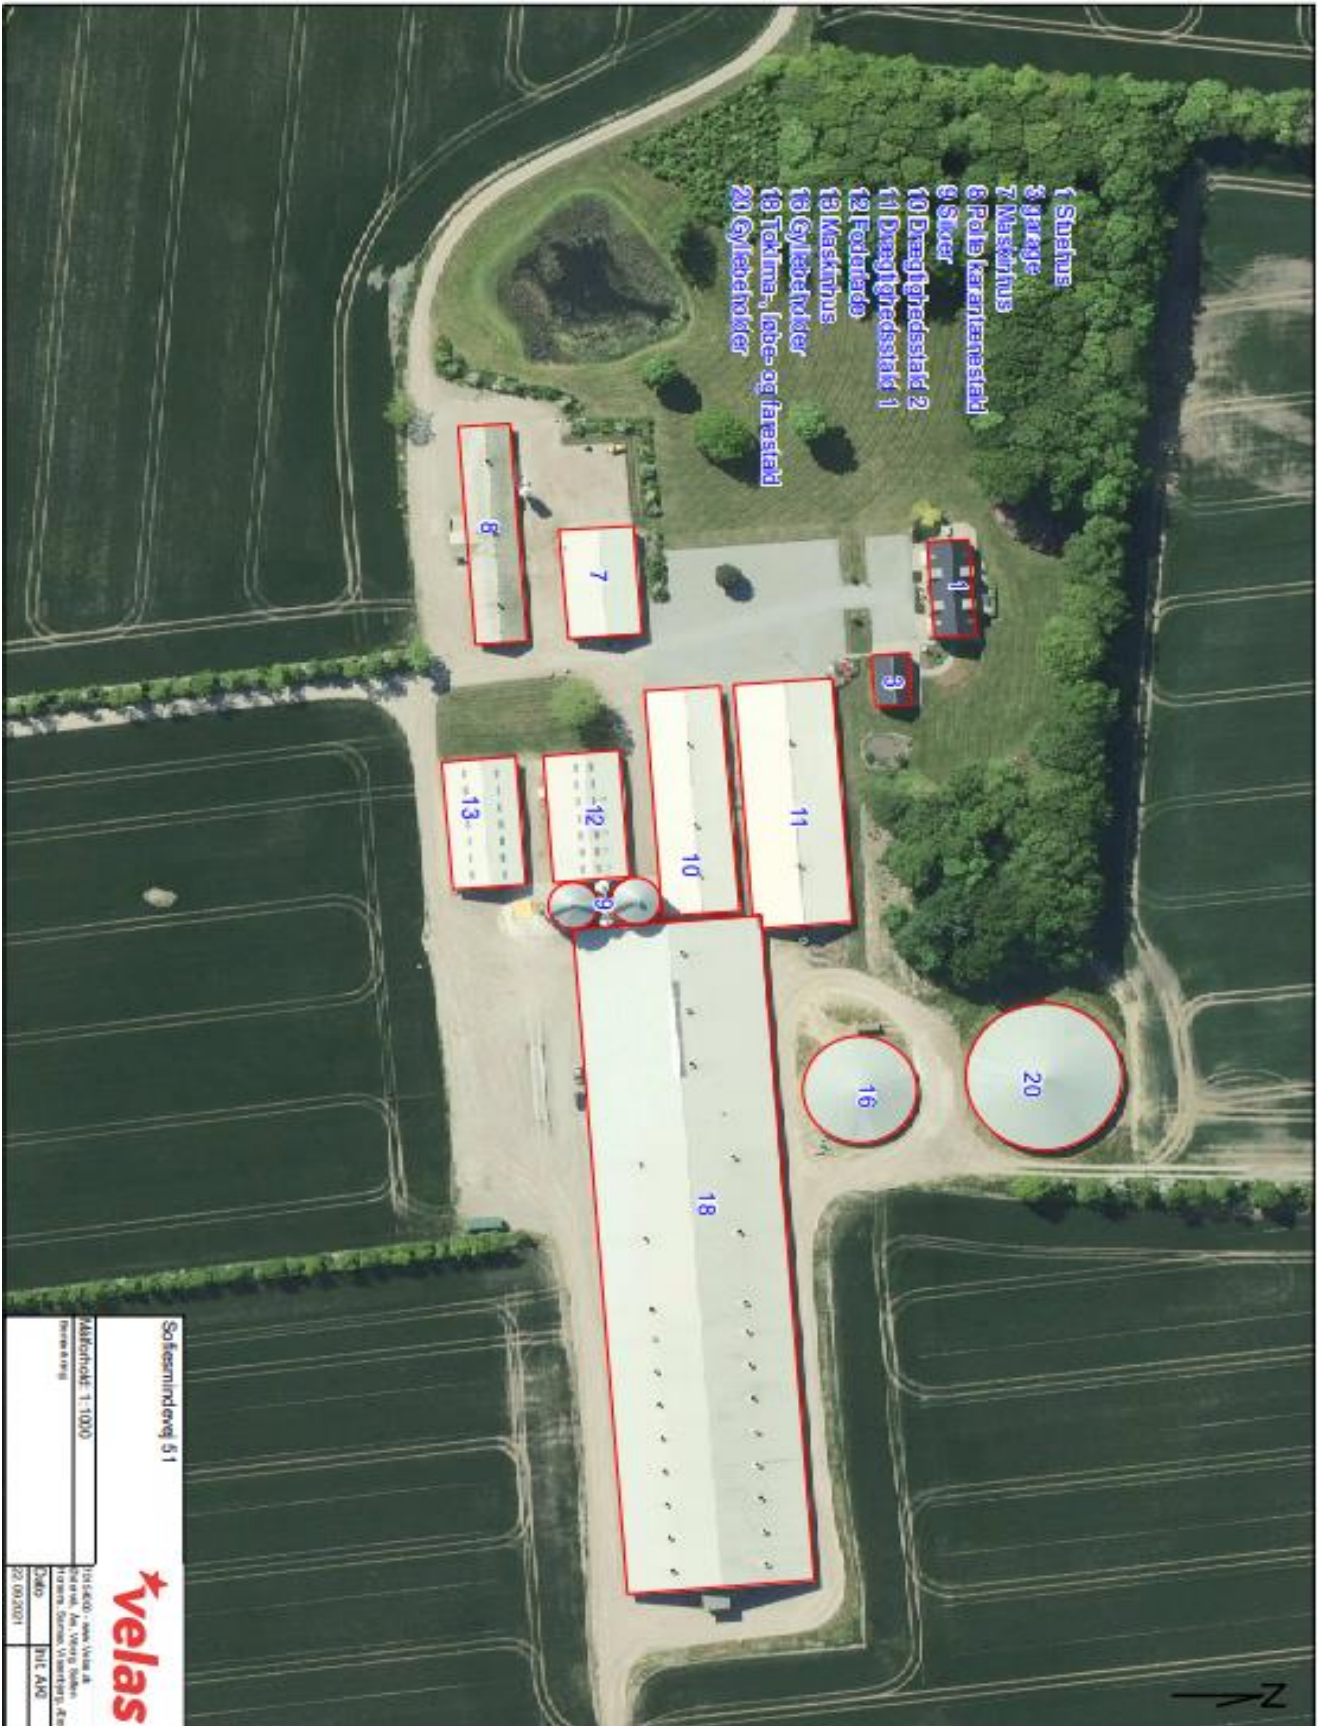 1 Stuehus
3 garage
7 Maskinhus
8 Polte karantænestald
9 Siloer
10 Drægtighedsstald 2
11 Drægtighedsstald 1
12 Foderlade
13 Maskinhus
16 Gyllebeholder
18 Toklima-, løbe- og farestald
20 Gyllebeholder
1
3
7
8
11
10
12
13
9
20
16
18
N
Sofiesmindevej 51
velas
Målforhold: 1:1000
Dato
Init. AKI
22.09.2021